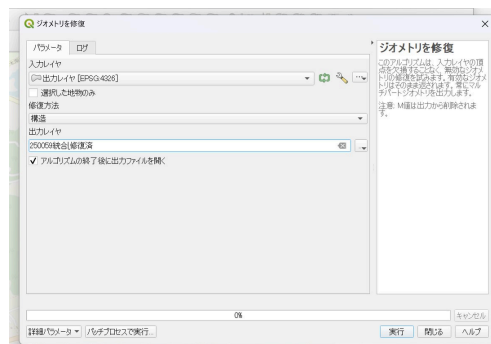 ジオメトリを修復
パラメータ ログ
入力レイヤ
出力レイヤ [EPSG:4326]
選択した地物のみ
修復方法
構造
出力レイヤ
250059統合|修復済
アルゴリズムの終了後に出力ファイルを開く
ジオメトリを修復
このアルゴリズムは、入力レイヤの頂
点を欠損することなく、無効なジオメ
トリの修復を試みます。有効なジオメ
トリはそのまま返されます。常にマル
チパートジオメトリを出力します。
注意: M値は出力から削除されま
す。
0%
キャンセル
詳細パラメータ バッチプロセスで実行...
実行 閉じる ヘルプ